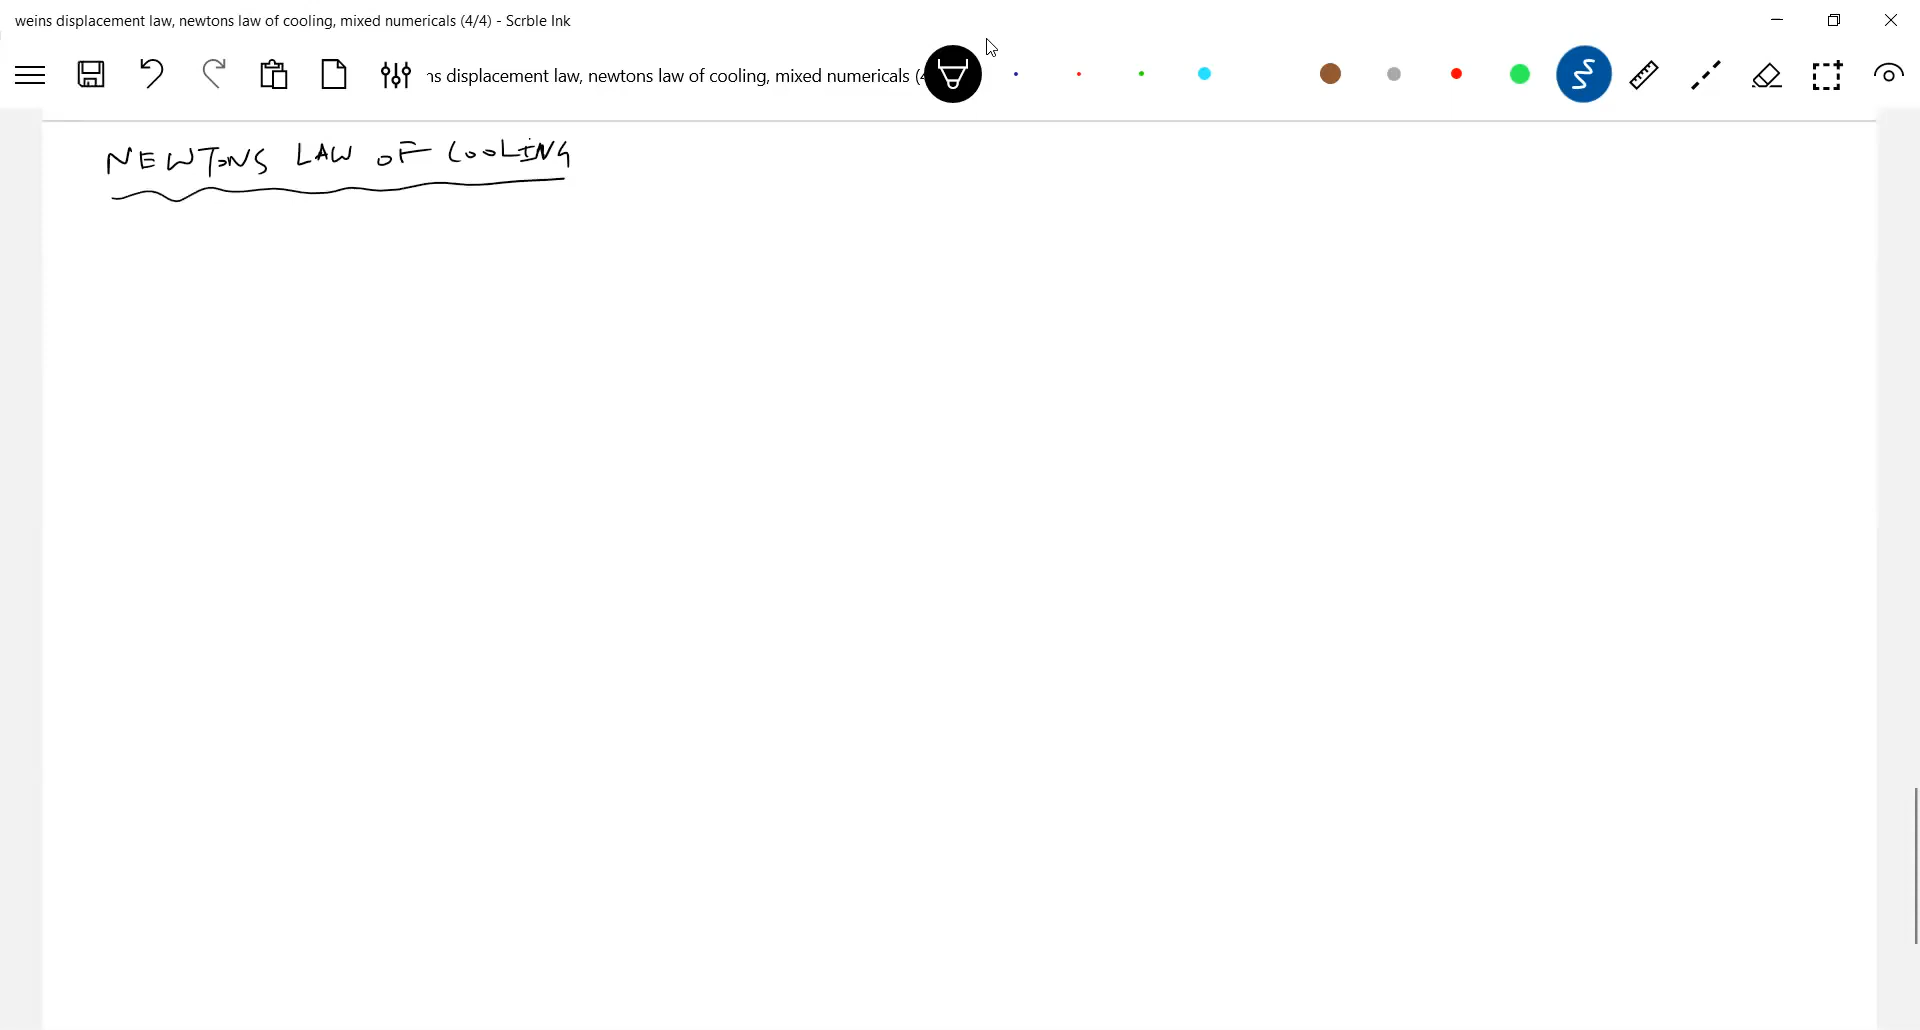 weins displacement law, newtons law of cooling, mixed numericals (4/4) - Scrble Ink
ns displacement law, newtons law of cooling, mixed numericals (4
NEWTONS LAW OF COOLING